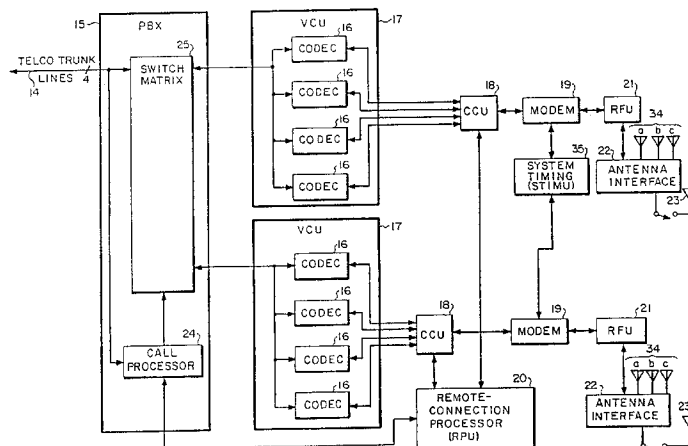 15
PBX
VCU
17
TELCO TRUNK
LINES 4
14
25
SWITCH
MATRIX
16
CODEC
16
CODEC
16
CODEC
16
CODEC
18
CCU
19
MODEM
21
RFU
34
a b c
22
ANTENNA
INTERFACE
23
35
SYSTEM
TIMING
(STIMU)
VCU
17
16
CODEC
16
CODEC
16
CODEC
16
CODEC
18
CCU
19
MODEM
21
RFU
34
a b c
22
ANTENNA
INTERFACE
23
24
CALL
PROCESSOR
20
REMOTE-
CONNECTION
PROCESSOR
(RPU)